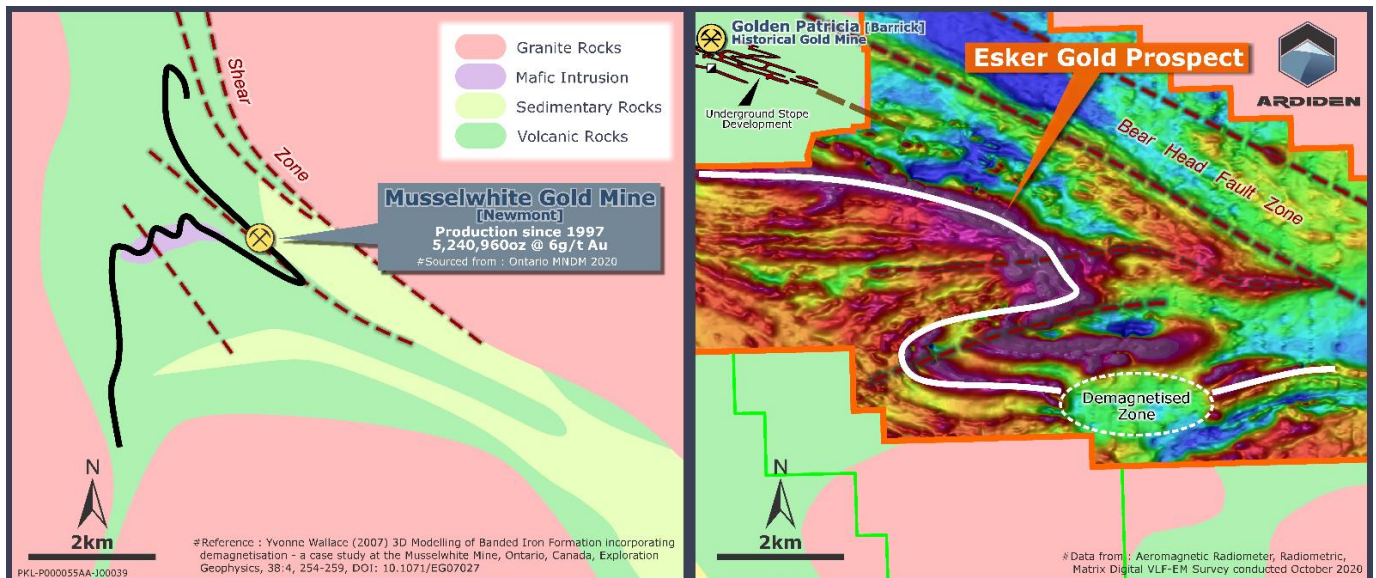 Granite Rocks
Mafic Intrusion
Sedimentary Rocks
Volcanic Rocks
Shear
Zone
Musselwhite Gold Mine
[Newmont]
Production since 1997
5,240,960oz @ 6g/t Au
#Sourced from : Ontario MNDM 2020
N
2km
#Reference : Yvonne Wallace (2007) 3D Modelling of Banded Iron Formation incorporating
demagnetisation - a case study at the Musselwhite Mine, Ontario, Canada, Exploration
Geophysics, 38:4, 254-259, DOI: 10.1071/EG07027
PKL-P000055AA-J00039
Golden Patricia [Barrick]
Historical Gold Mine
Underground Stope
Development
Esker Gold Prospect
ARDIDEN
Bear Head Fault Zone
Demagnetised
Zone
N
2km
#Data from : Aeromagnetic Radiometer, Radiometric,
Matrix Digital VLF-EM Survey conducted October 2020